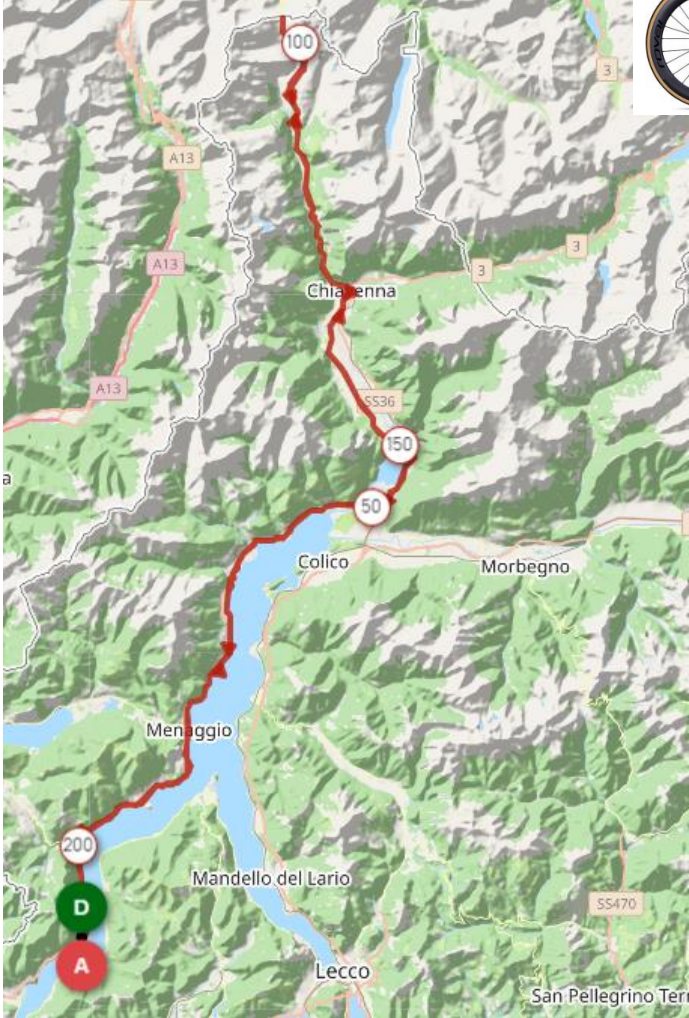 100
3
A13
3
A13
3
Chiavenna
A13
SS36
150
a
50
Colico
Morbegno
Menaggio
200
Mandello del Lario
D
SS470
A
Lecco
San Pellegrino Ter